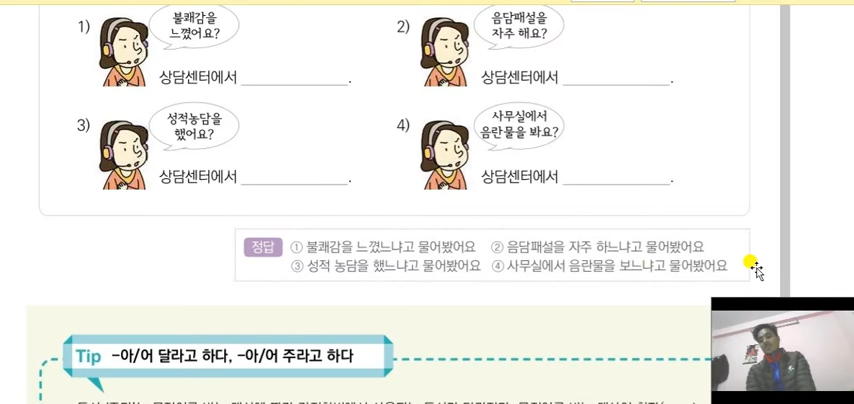 1) 불쾌감을
느꼈어요?
상담센터에서 ____________.
2) 음담패설을
자주 해요?
상담센터에서 ____________.
3) 성적농담을
했어요?
상담센터에서 ____________.
4) 사무실에서
음란물을 봐요?
상담센터에서 ____________.
정답 ① 불쾌감을 느꼈느냐고 물어봤어요 ② 음담패설을 자주 하느냐고 물어봤어요
③ 성적 농담을 했느냐고 물어봤어요 ④ 사무실에서 음란물을 보느냐고 물어봤어요
Tip -아/어 달라고 하다, -아/어 주라고 하다